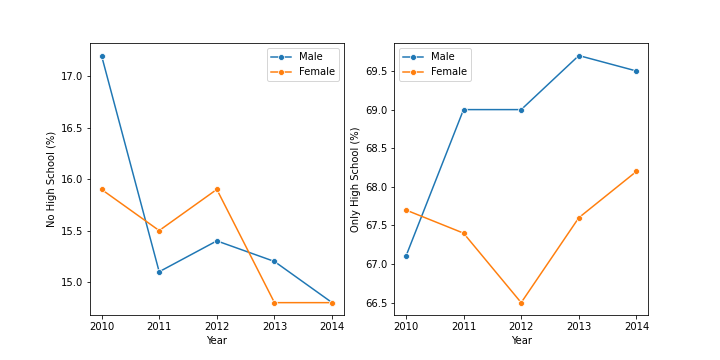 Male
Female
17.0
16.5
16.0
15.5
15.0
No High School (%)
2010 2011 2012 2013 2014
Year
Male
Female
69.5
69.0
68.5
68.0
67.5
67.0
66.5
Only High School (%)
2010 2011 2012 2013 2014
Year